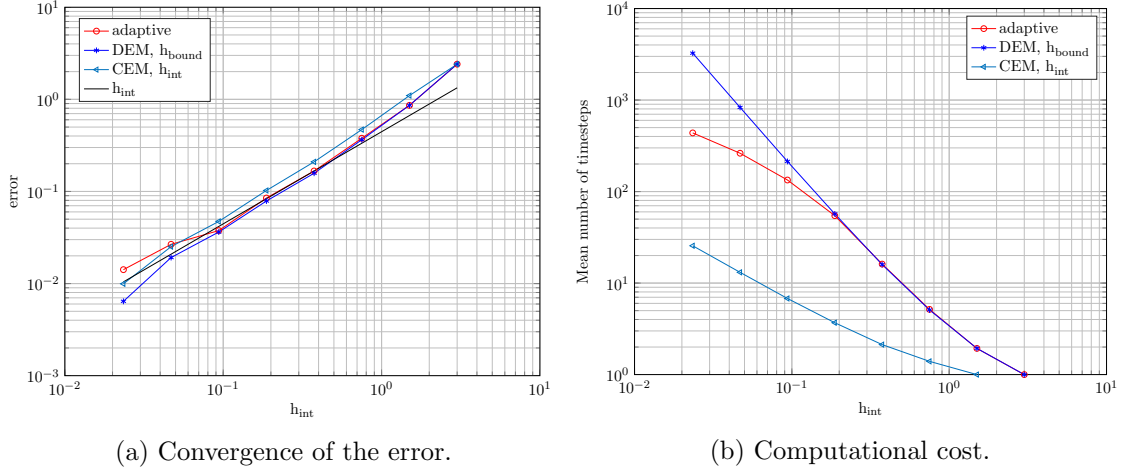 adaptive
DEM, h_bound
CEM, h_int
h_int
10^1
10^0
10^-1
10^-2
10^-3
error
10^-2
10^-1
10^0
10^1
h_int
(a) Convergence of the error.
adaptive
DEM, h_bound
CEM, h_int
10^4
10^3
10^2
10^1
10^0
Mean number of timesteps
10^-2
10^-1
10^0
10^1
h_int
(b) Computational cost.